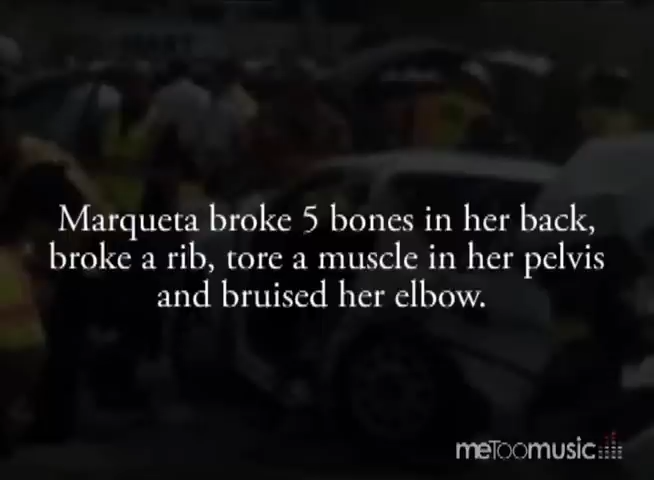 Marqueta broke 5 bones in her back,
broke a rib, tore a muscle in her pelvis
and bruised her elbow.
meToomusic